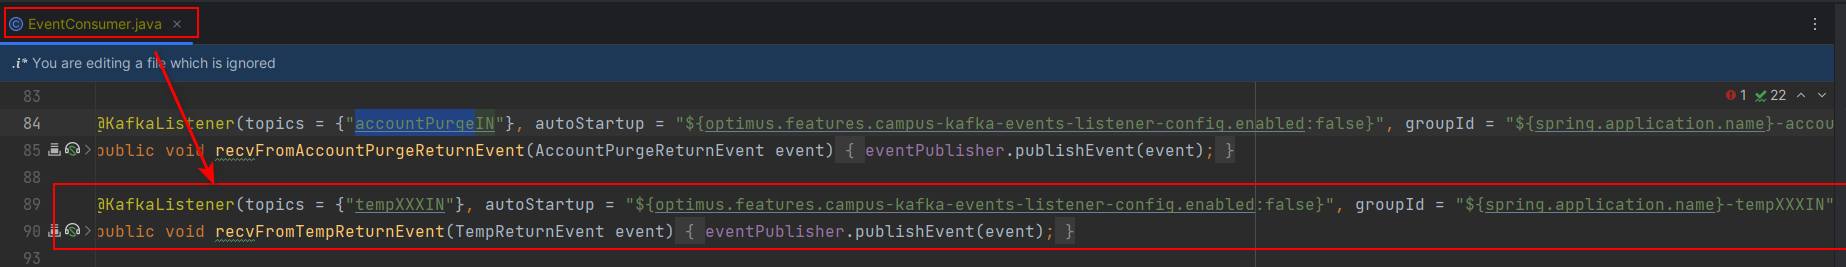 EventConsumer.java
.i* You are editing a file which is ignored
83
1 22
84 @KafkaListener(topics = {"accountPurgeIN"}, autoStartup = "${optimus.features.campus-kafka-events-listener-config.enabled:false}", groupId = "${spring.application.name}-accou
85 public void recvFromAccountPurgeReturnEvent(AccountPurgeReturnEvent event) { eventPublisher.publishEvent(event); }
88
89 @KafkaListener(topics = {"tempXXXIN"}, autoStartup = "${optimus.features.campus-kafka-events-listener-config.enabled:false}", groupId = "${spring.application.name}-tempXXXIN"
90 public void recvFromTempReturnEvent(TempReturnEvent event) { eventPublisher.publishEvent(event); }
93